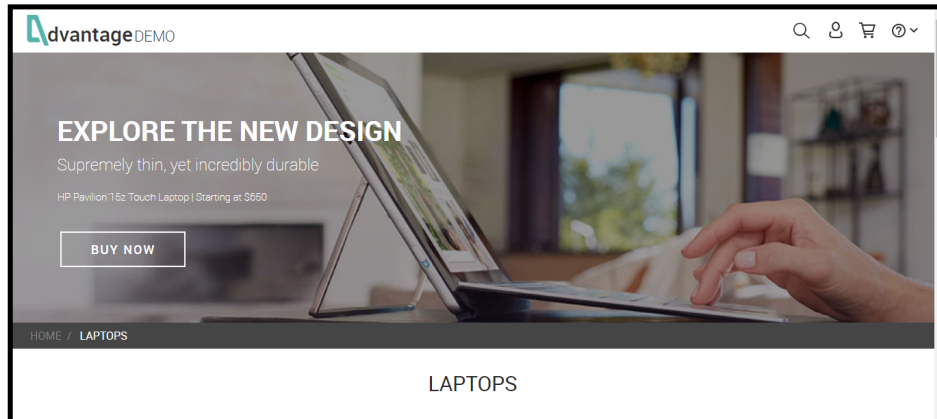 dvantage DEMO
EXPLORE THE NEW DESIGN
Supremely thin, yet incredibly durable
HP Pavilion 15z Touch Laptop | Starting at $650
BUY NOW
HOME / LAPTOPS
LAPTOPS